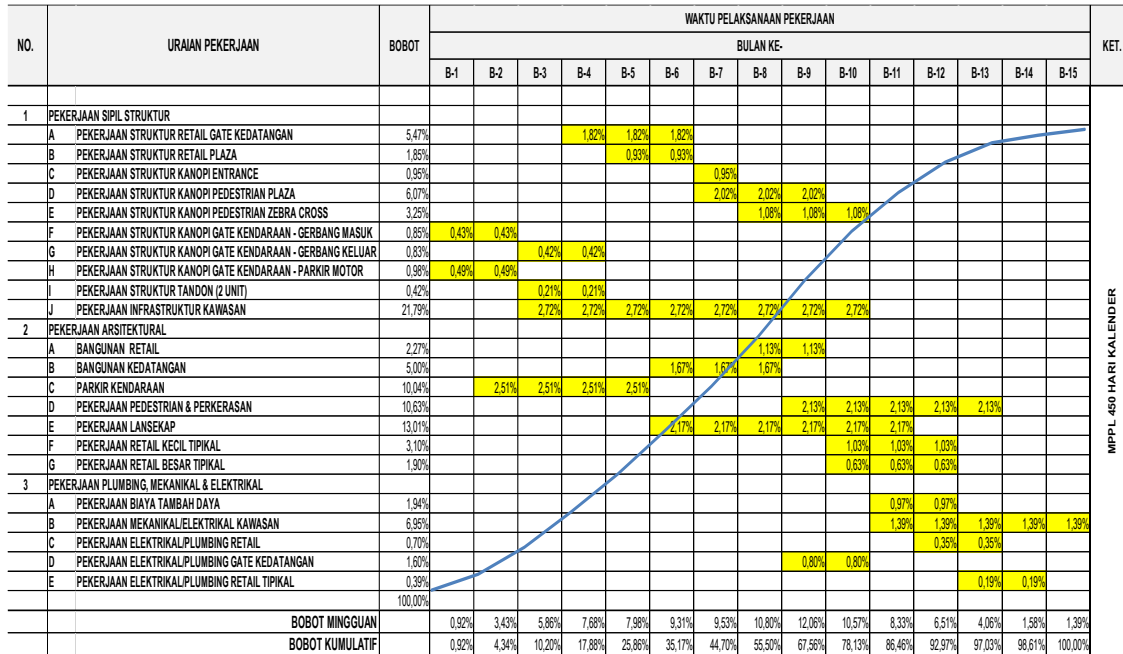 WAKTU PELAKSANAAN PEKERJAAN
NO. URAIAN PEKERJAAN BOBOT BULAN KE- KET.
B-1 B-2 B-3 B-4 B-5 B-6 B-7 B-8 B-9 B-10 B-11 B-12 B-13 B-14 B-15
1 PEKERJAAN SIPIL STRUKTUR
A PEKERJAAN STRUKTUR RETAIL GATE KEDATANGAN 5,47% 1,82% 1,82% 1,82%
B PEKERJAAN STRUKTUR RETAIL PLAZA 1,85% 0,93% 0,93%
C PEKERJAAN STRUKTUR KANOPI ENTRANCE 0,95% 0,95%
D PEKERJAAN STRUKTUR KANOPI PEDESTRIAN PLAZA 6,07% 2,02% 2,02% 2,02%
E PEKERJAAN STRUKTUR KANOPI PEDESTRIAN ZEBRA CROSS 3,25% 1,08% 1,08% 1,08%
F PEKERJAAN STRUKTUR KANOPI GATE KENDARAAN - GERBANG MASUK 0,85% 0,43% 0,43%
G PEKERJAAN STRUKTUR KANOPI GATE KENDARAAN - GERBANG KELUAR 0,83% 0,42% 0,42%
H PEKERJAAN STRUKTUR KANOPI GATE KENDARAAN - PARKIR MOTOR 0,98% 0,49% 0,49%
I PEKERJAAN STRUKTUR TANDON (2 UNIT) 0,42% 0,21% 0,21%
J PEKERJAAN INFRASTRUKTUR KAWASAN 21,79% 2,72% 2,72% 2,72% 2,72% 2,72% 2,72% 2,72% 2,72%
2 PEKERJAAN ARSITEKTURAL
A BANGUNAN RETAIL 2,27% 1,13% 1,13%
B BANGUNAN KEDATANGAN 5,00% 1,67% 1,67% 1,67%
C PARKIR KENDARAAN 10,04% 2,51% 2,51% 2,51% 2,51%
D PEKERJAAN PEDESTRIAN & PERKERASAN 10,63% 2,13% 2,13% 2,13% 2,13% 2,13%
E PEKERJAAN LANSEKAP 13,01% 2,17% 2,17% 2,17% 2,17% 2,17% 2,17%
F PEKERJAAN RETAIL KECIL TIPIKAL 3,10% 1,03% 1,03% 1,03%
G PEKERJAAN RETAIL BESAR TIPIKAL 1,90% 0,63% 0,63% 0,63%
3 PEKERJAAN PLUMBING, MEKANIKAL & ELEKTRIKAL
A PEKERJAAN BIAYA TAMBAH DAYA 1,94% 0,97% 0,97%
B PEKERJAAN MEKANIKAL/ELEKTRIKAL KAWASAN 6,95% 1,39% 1,39% 1,39% 1,39% 1,39%
C PEKERJAAN ELEKTRIKAL/PLUMBING RETAIL 0,70% 0,35% 0,35%
D PEKERJAAN ELEKTRIKAL/PLUMBING GATE KEDATANGAN 1,60% 0,80% 0,80%
E PEKERJAAN ELEKTRIKAL/PLUMBING RETAIL TIPIKAL 0,39% 0,19% 0,19%
100,00%
BOBOT MINGGUAN 0,92% 3,43% 5,86% 7,68% 7,98% 9,31% 9,53% 10,80% 12,06% 10,57% 8,33% 6,51% 4,06% 1,58% 1,39%
BOBOT KUMULATIF 0,92% 4,34% 10,20% 17,88% 25,86% 35,17% 44,70% 55,50% 67,56% 78,13% 86,46% 92,97% 97,03% 98,61% 100,00%
MPPL 450 HARI KALENDER